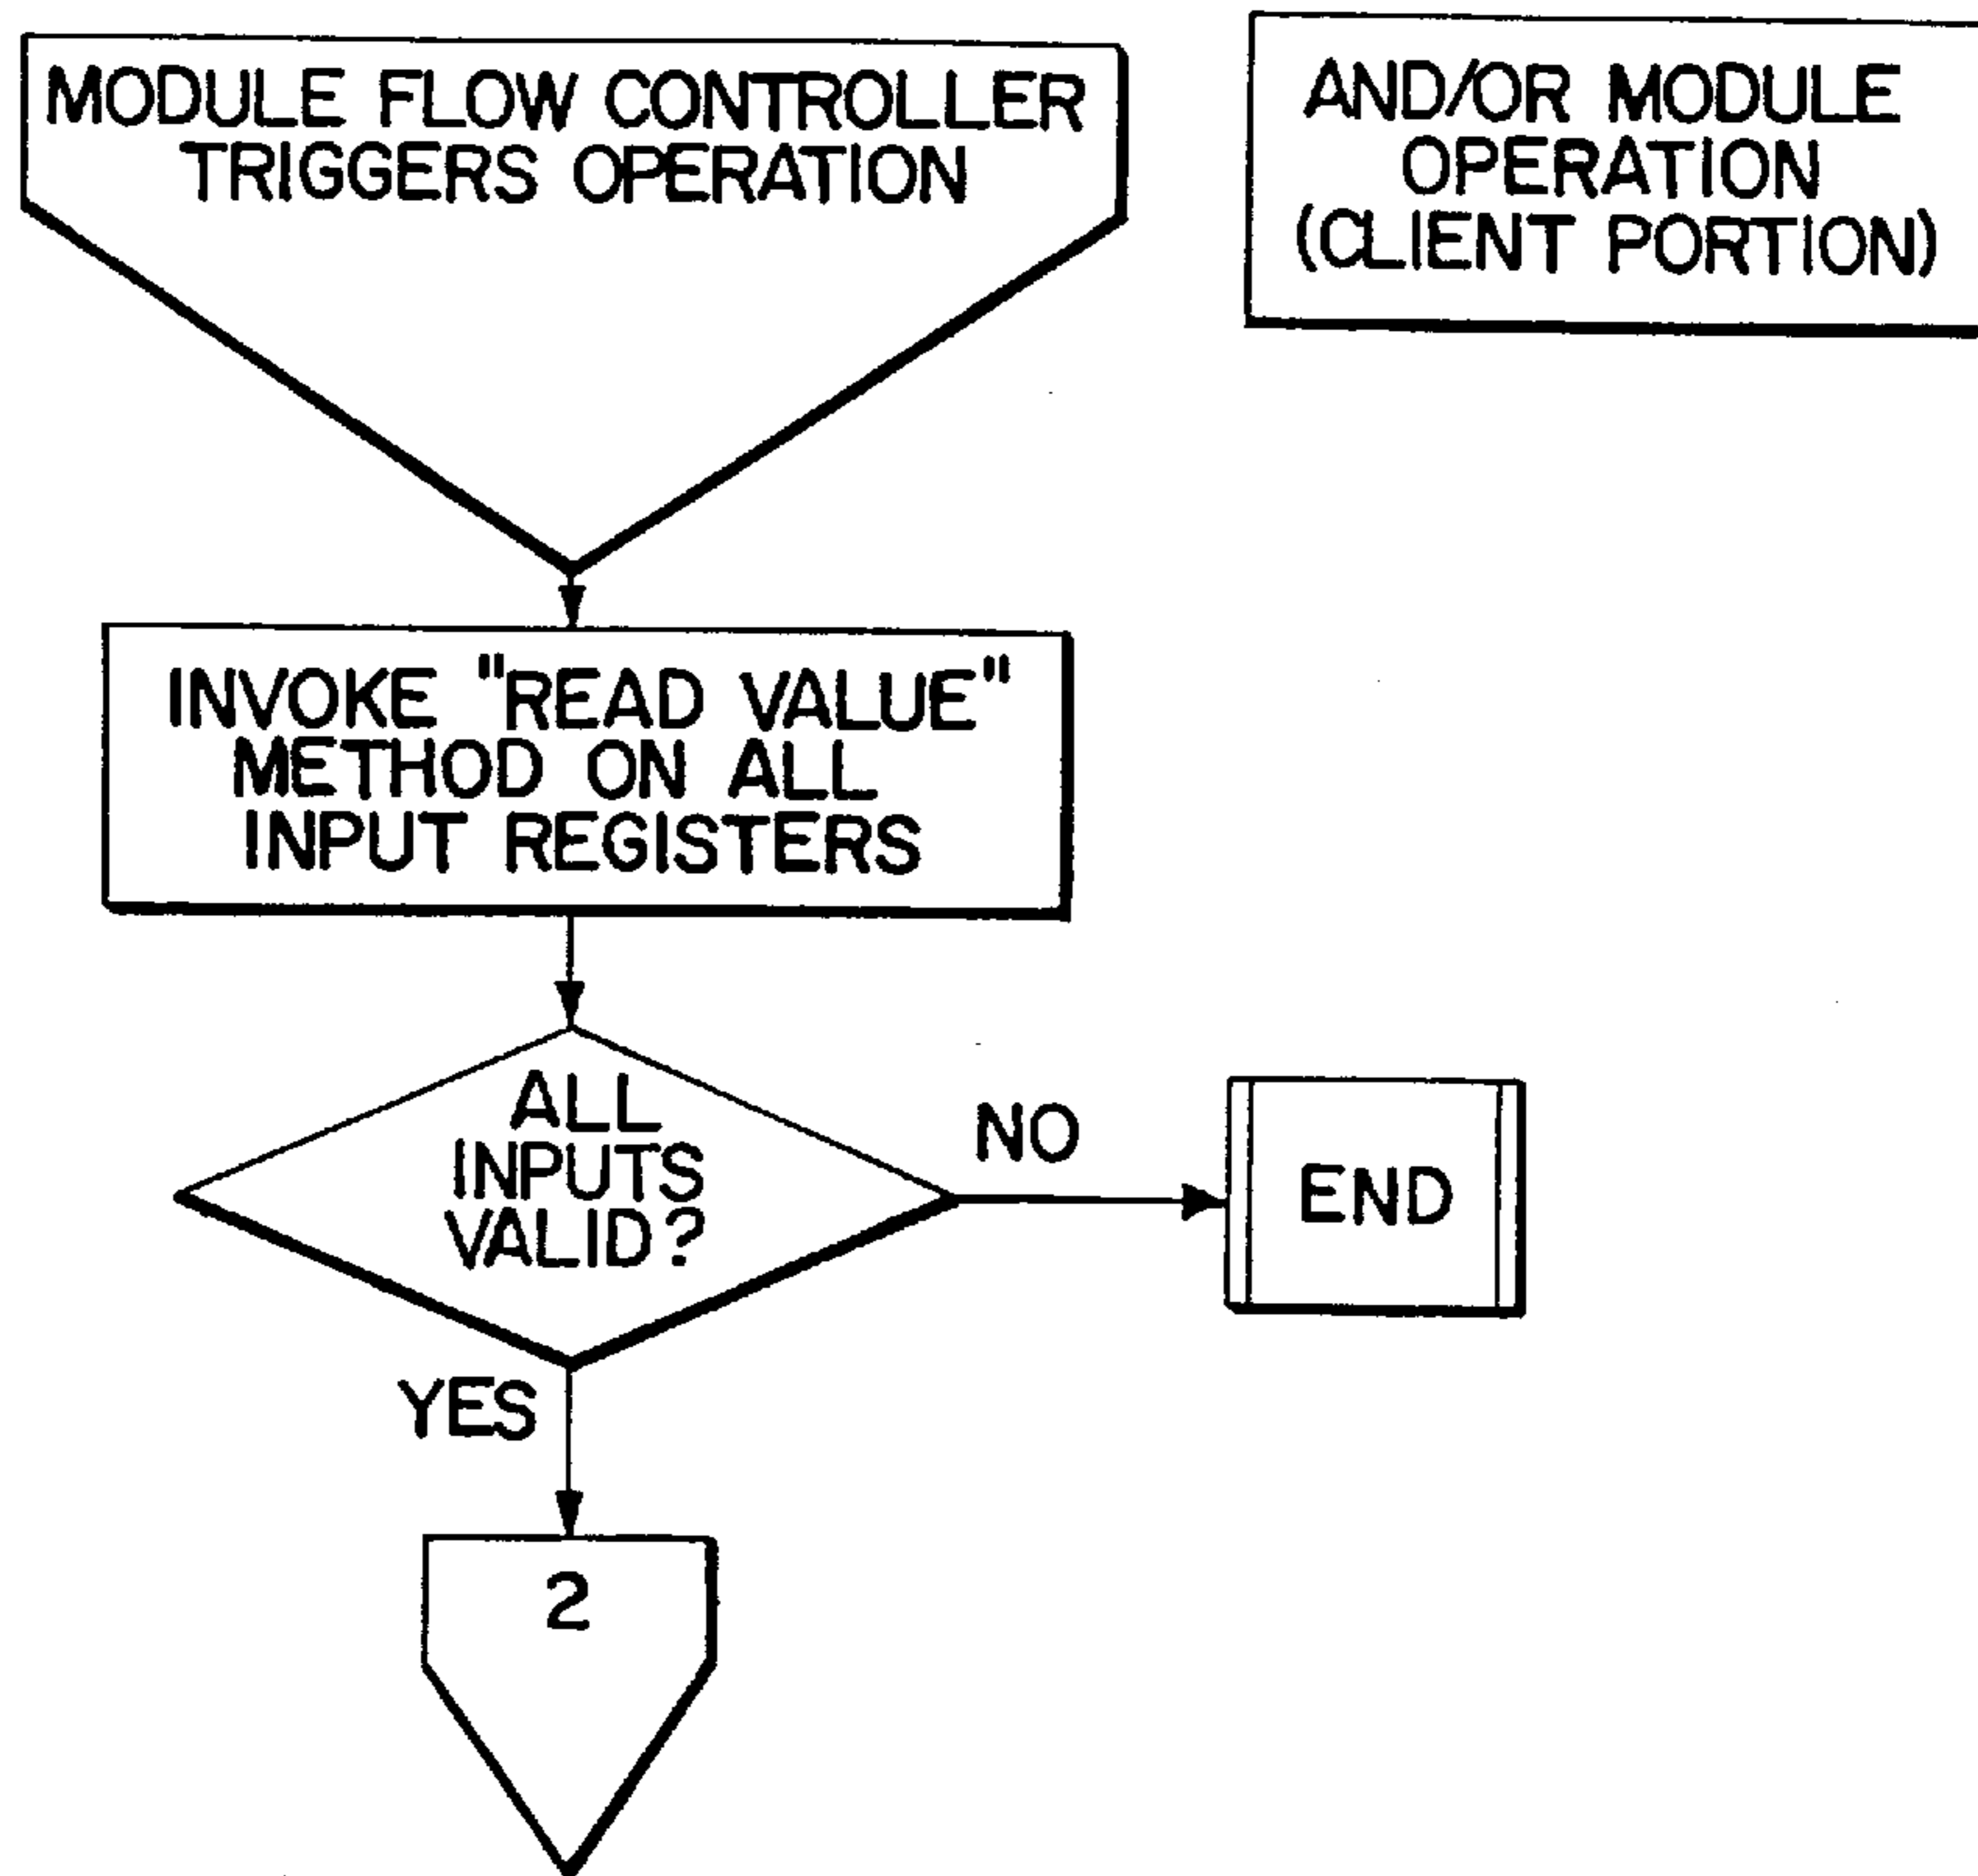 MODULE FLOW CONTROLLER
TRIGGERS OPERATION
AND/OR MODULE
OPERATION
(CLIENT PORTION)
INVOKE "READ VALUE"
METHOD ON ALL
INPUT REGISTERS
ALL
INPUTS
VALID?
NO
END
YES
2